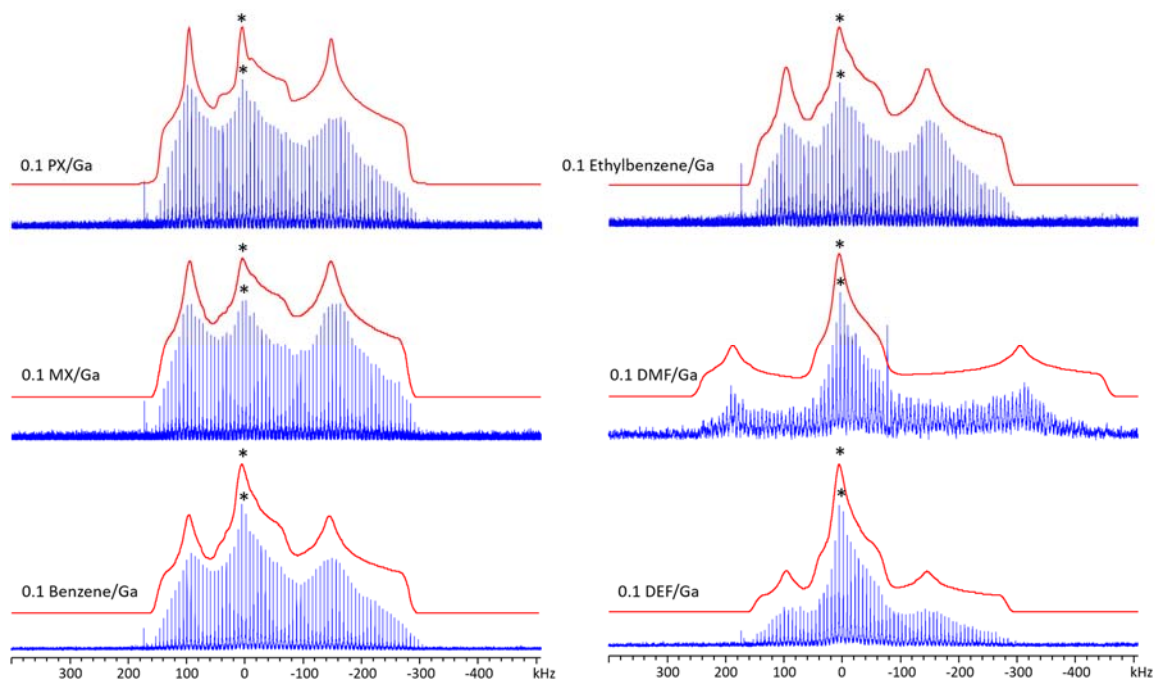 *
*
0.1 PX/Ga
*
*
0.1 MX/Ga
*
*
0.1 Benzene/Ga
300 200 100 0 -100 -200 -300 -400 kHz
*
*
0.1 Ethylbenzene/Ga
*
*
0.1 DMF/Ga
*
*
0.1 DEF/Ga
300 200 100 0 -100 -200 -300 -400 kHz